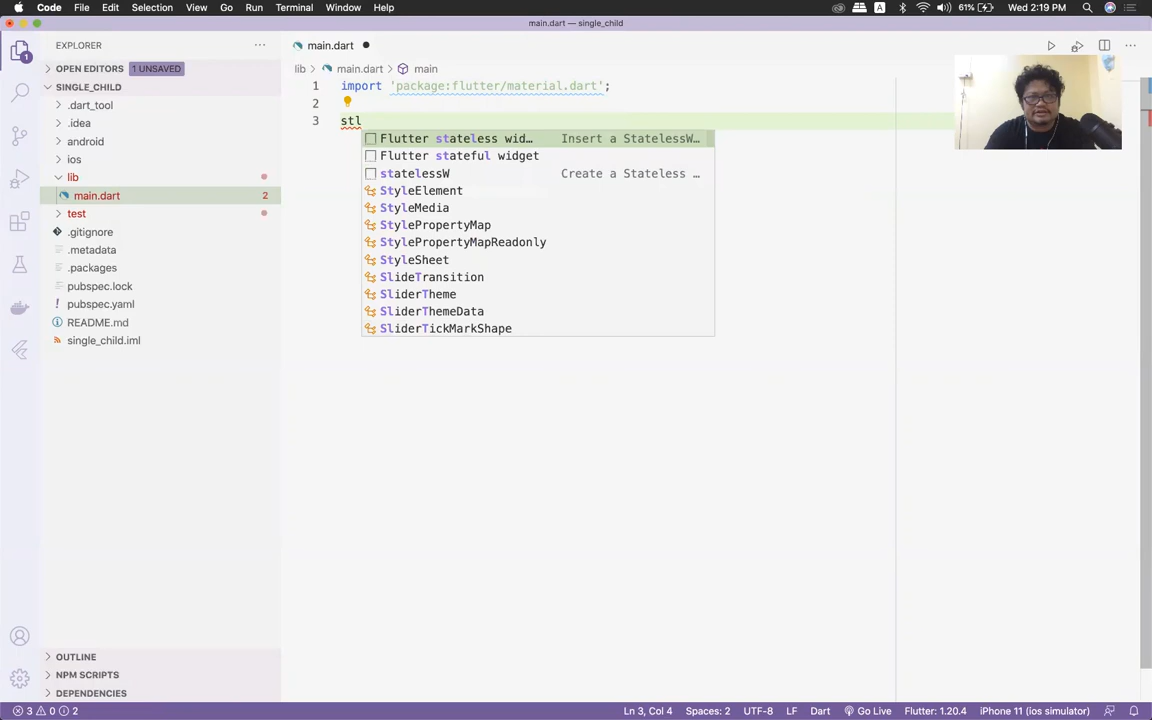 Code File Edit Selection View Go Run Terminal Window Help
A 61% Wed 2:19 PM
main.dart — single_child
EXPLORER
OPEN EDITORS 1 UNSAVED
SINGLE_CHILD
.dart_tool
.idea
android
ios
lib
main.dart 2
test
.gitignore
.metadata
.packages
pubspec.lock
! pubspec.yaml
README.md
single_child.iml
OUTLINE
NPM SCRIPTS
DEPENDENCIES
1
main.dart
lib > main.dart > main
1 import 'package:flutter/material.dart';
2
3 stl
Flutter stateless wid… Insert a StatelessW…
Flutter stateful widget
statelessW Create a Stateless …
StyleElement
StyleMedia
StylePropertyMap
StylePropertyMapReadonly
StyleSheet
SlideTransition
SliderTheme
SliderThemeData
SliderTickMarkShape
3 0 2 Ln 3, Col 4 Spaces: 2 UTF-8 LF Dart Go Live Flutter: 1.20.4 iPhone 11 (ios simulator)